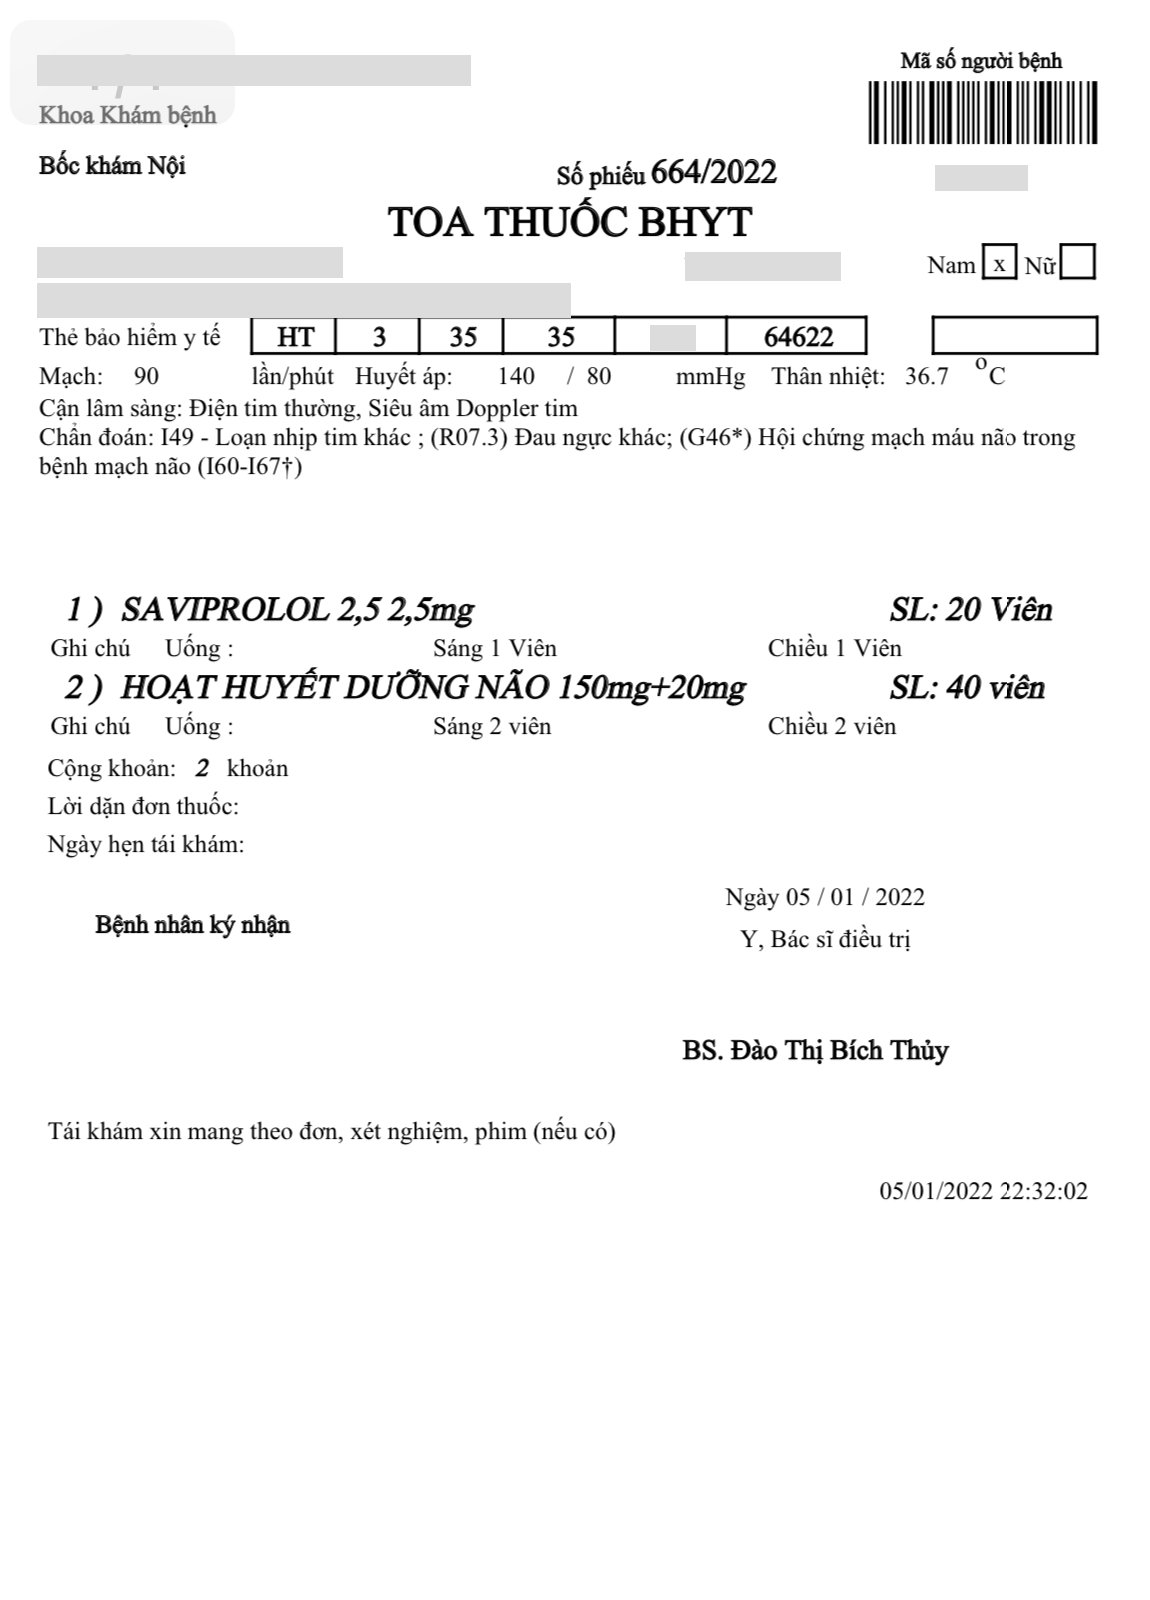 Mã số người bệnh
Khoa Khám bệnh
Bốc khám Nội
Số phiếu 664/2022
TOA THUỐC BHYT
Nam x Nữ
Thẻ bảo hiểm y tế HT 3 35 35 64622
Mạch: 90 lần/phút Huyết áp: 140 / 80 mmHg Thân nhiệt: 36.7 °C
Cận lâm sàng: Điện tim thường, Siêu âm Doppler tim
Chẩn đoán: I49 - Loạn nhịp tim khác ; (R07.3) Đau ngực khác; (G46*) Hội chứng mạch máu não trong
bệnh mạch não (I60-I67†)
1 ) SAVIPROLOL 2,5 2,5mg SL: 20 Viên
Ghi chú Uống : Sáng 1 Viên Chiều 1 Viên
2 ) HOẠT HUYẾT DƯỠNG NÃO 150mg+20mg SL: 40 viên
Ghi chú Uống : Sáng 2 viên Chiều 2 viên
Cộng khoản: 2 khoản
Lời dặn đơn thuốc:
Ngày hẹn tái khám:
Ngày 05 / 01 / 2022
Bệnh nhân ký nhận
Y, Bác sĩ điều trị
BS. Đào Thị Bích Thủy
Tái khám xin mang theo đơn, xét nghiệm, phim (nếu có)
05/01/2022 22:32:02